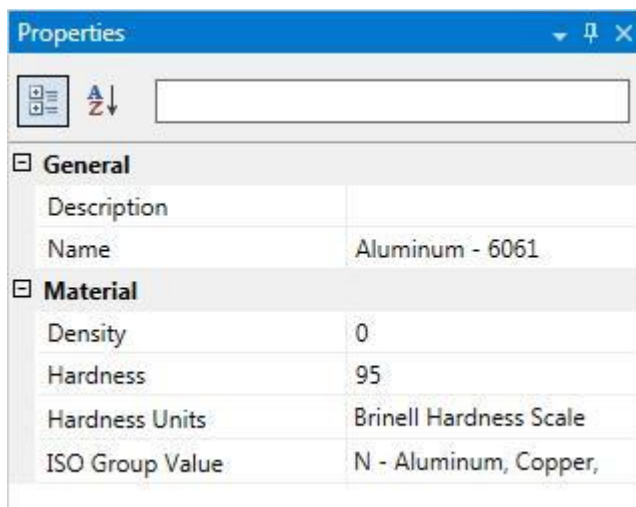 Properties
General
Description
Name Aluminum - 6061
Material
Density 0
Hardness 95
Hardness Units Brinell Hardness Scale
ISO Group Value N - Aluminum, Copper,